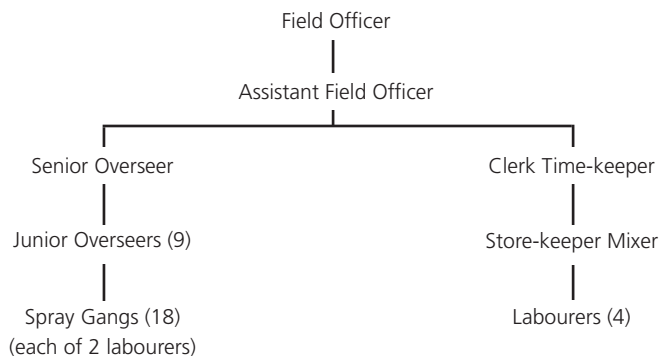 Field Officer
Assistant Field Officer
Senior Overseer
Clerk Time-keeper
Junior Overseers (9)
Store-keeper Mixer
Spray Gangs (18)
(each of 2 labourers)
Labourers (4)